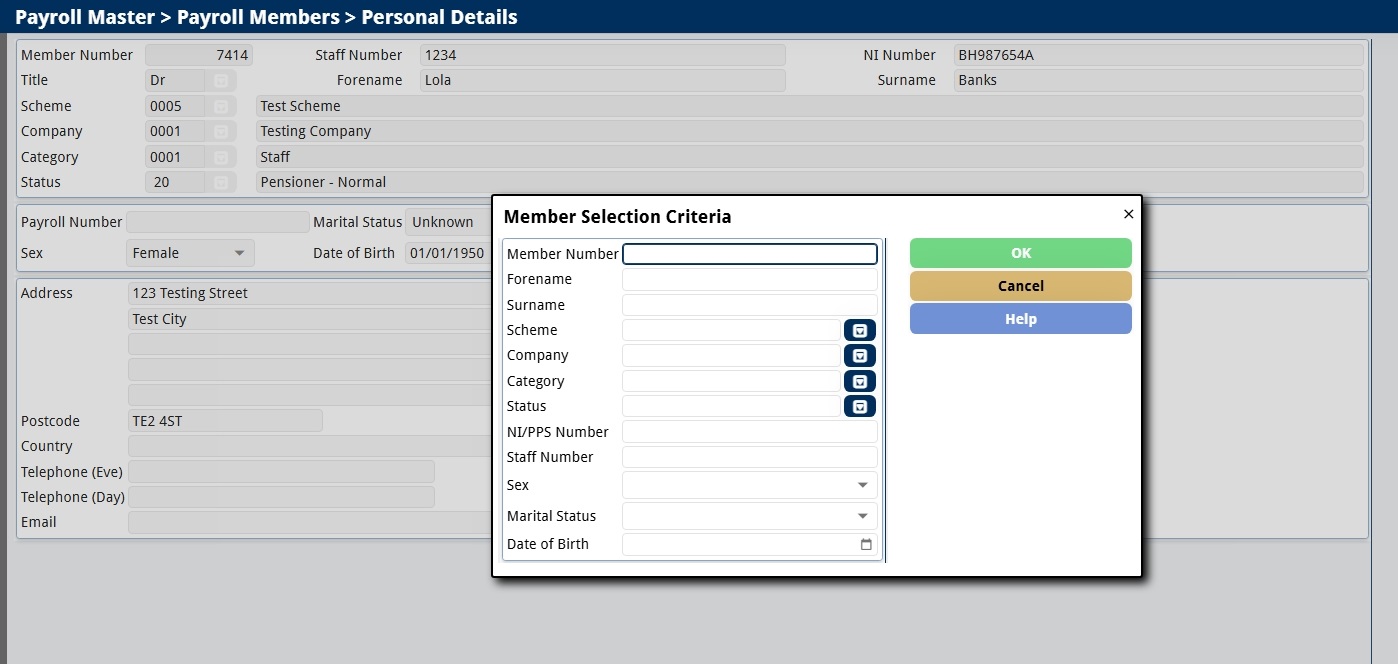 Payroll Master > Payroll Members > Personal Details
Member Number 7414 Staff Number 1234 NI Number BH987654A
Title Dr Forename Lola Surname Banks
Scheme 0005 Test Scheme
Company 0001 Testing Company
Category 0001 Staff
Status 20 Pensioner - Normal
Payroll Number Marital Status Unknown
Sex Female Date of Birth 01/01/1950
Address 123 Testing Street
Test City
Postcode TE2 4ST
Country
Telephone (Eve)
Telephone (Day)
Email
Member Selection Criteria ×
Member Number
Forename
Surname
Scheme
Company
Category
Status
NI/PPS Number
Staff Number
Sex
Marital Status
Date of Birth
OK
Cancel
Help